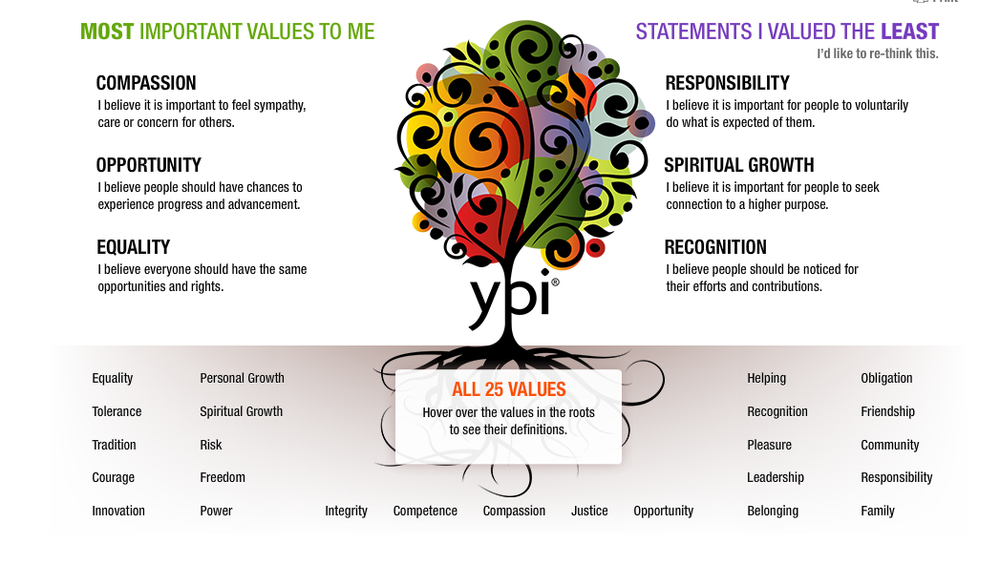 MOST IMPORTANT VALUES TO ME
COMPASSION
I believe it is important to feel sympathy,
care or concern for others.
OPPORTUNITY
I believe people should have chances to
experience progress and advancement.
EQUALITY
I believe everyone should have the same
opportunities and rights.
STATEMENTS I VALUED THE LEAST
I'd like to re-think this.
RESPONSIBILITY
I believe it is important for people to voluntarily
do what is expected of them.
SPIRITUAL GROWTH
I believe it is important for people to seek
connection to a higher purpose.
RECOGNITION
I believe people should be noticed for
their efforts and contributions.
ypi®
ALL 25 VALUES
Hover over the values in the roots
to see their definitions.
Equality Personal Growth Helping Obligation
Tolerance Spiritual Growth Recognition Friendship
Tradition Risk Pleasure Community
Courage Freedom Leadership Responsibility
Innovation Power Integrity Competence Compassion Justice Opportunity Belonging Family